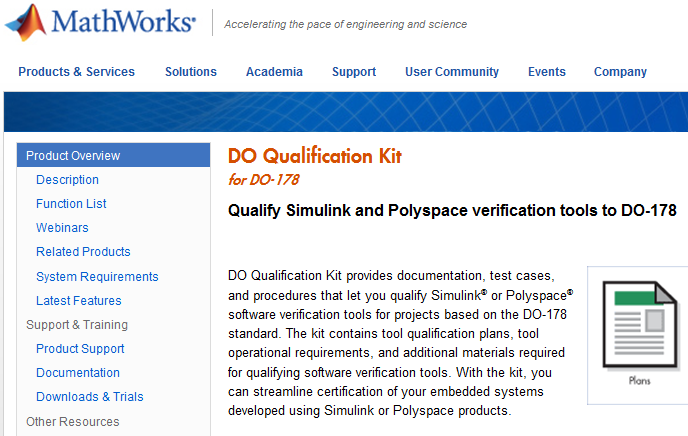 MathWorks®
Accelerating the pace of engineering and science
Products & Services Solutions Academia Support User Community Events Company
Product Overview
Description
Function List
Webinars
Related Products
System Requirements
Latest Features
Support & Training
Product Support
Documentation
Downloads & Trials
Other Resources
DO Qualification Kit
for DO-178
Qualify Simulink and Polyspace verification tools to DO-178
DO Qualification Kit provides documentation, test cases,
and procedures that let you qualify Simulink® or Polyspace®
software verification tools for projects based on the DO-178
standard. The kit contains tool qualification plans, tool
operational requirements, and additional materials required
for qualifying software verification tools. With the kit, you
can streamline certification of your embedded systems
developed using Simulink or Polyspace products.
Plans